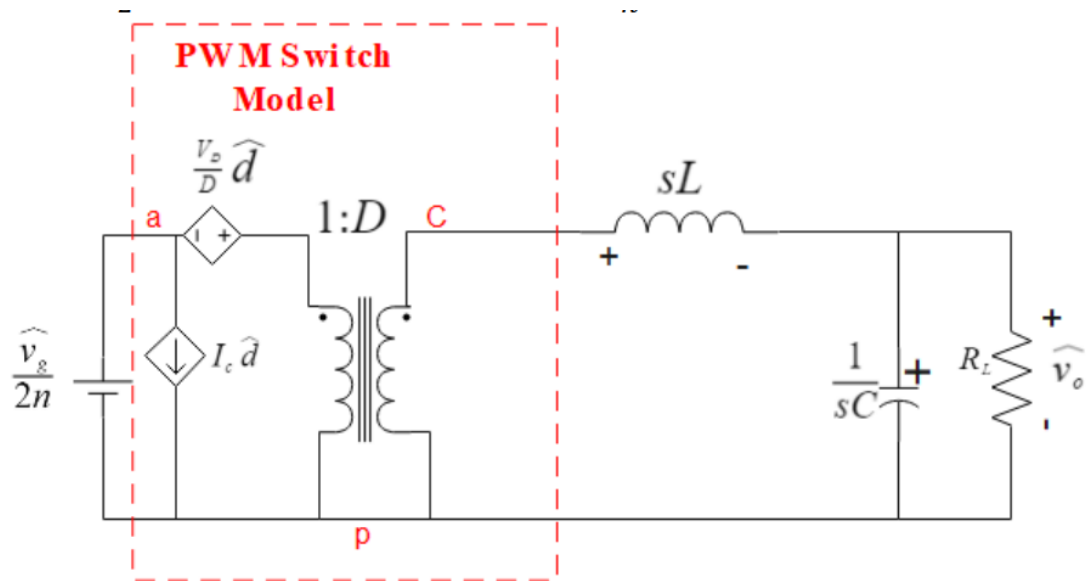 PWM Switch
Model
V_D/D d̂
1:D
sL
a
C
+
-
v̂_g/2n
I_c d̂
1/sC
+
R_L
+
v̂_o
-
p